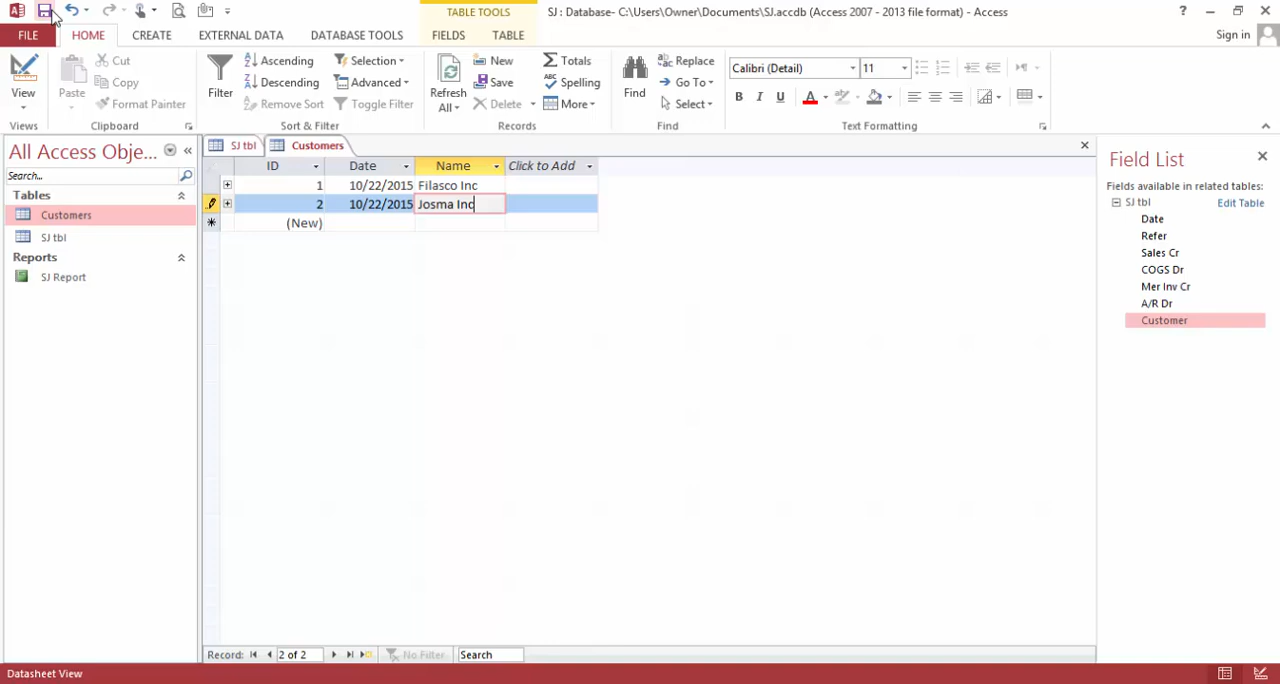 TABLE TOOLS
SJ : Database- C:\Users\Owner\Documents\SJ.accdb (Access 2007 - 2013 file format) - Access
?
FILE HOME CREATE EXTERNAL DATA DATABASE TOOLS FIELDS TABLE Sign in
View
Views
Paste
Cut
Copy
Format Painter
Clipboard
Filter
Ascending
Descending
Remove Sort
Selection
Advanced
Toggle Filter
Sort & Filter
Refresh
All
New
Save
Delete
Totals
Spelling
More
Records
Find
Replace
Go To
Select
Find
Calibri (Detail) 11
B I U A
Text Formatting
All Access Obje...
Search...
Tables
Customers
SJ tbl
Reports
SJ Report
SJ tbl Customers
ID Date Name Click to Add
1 10/22/2015 Filasco Inc
2 10/22/2015 Josma Inc
(New)
Field List
Fields available in related tables:
SJ tbl Edit Table
Date
Refer
Sales Cr
COGS Dr
Mer Inv Cr
A/R Dr
Customer
Record: 2 of 2 No Filter Search
Datasheet View